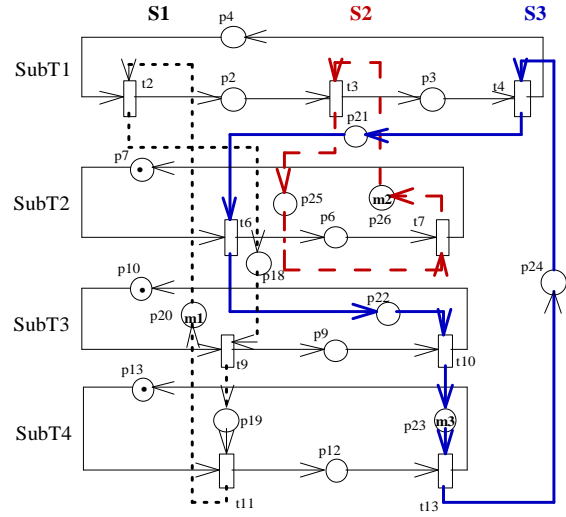 S1 S2 S3
p4
SubT1
t2 p2 t3 p3 t4
p21
p7
SubT2
p25 m2
t6 p6 p26 t7
p18
p10 p24
SubT3
p20 m1 p22
t9 p9 t10
p13
SubT4
p19 p23 m3
p12
t11 t13